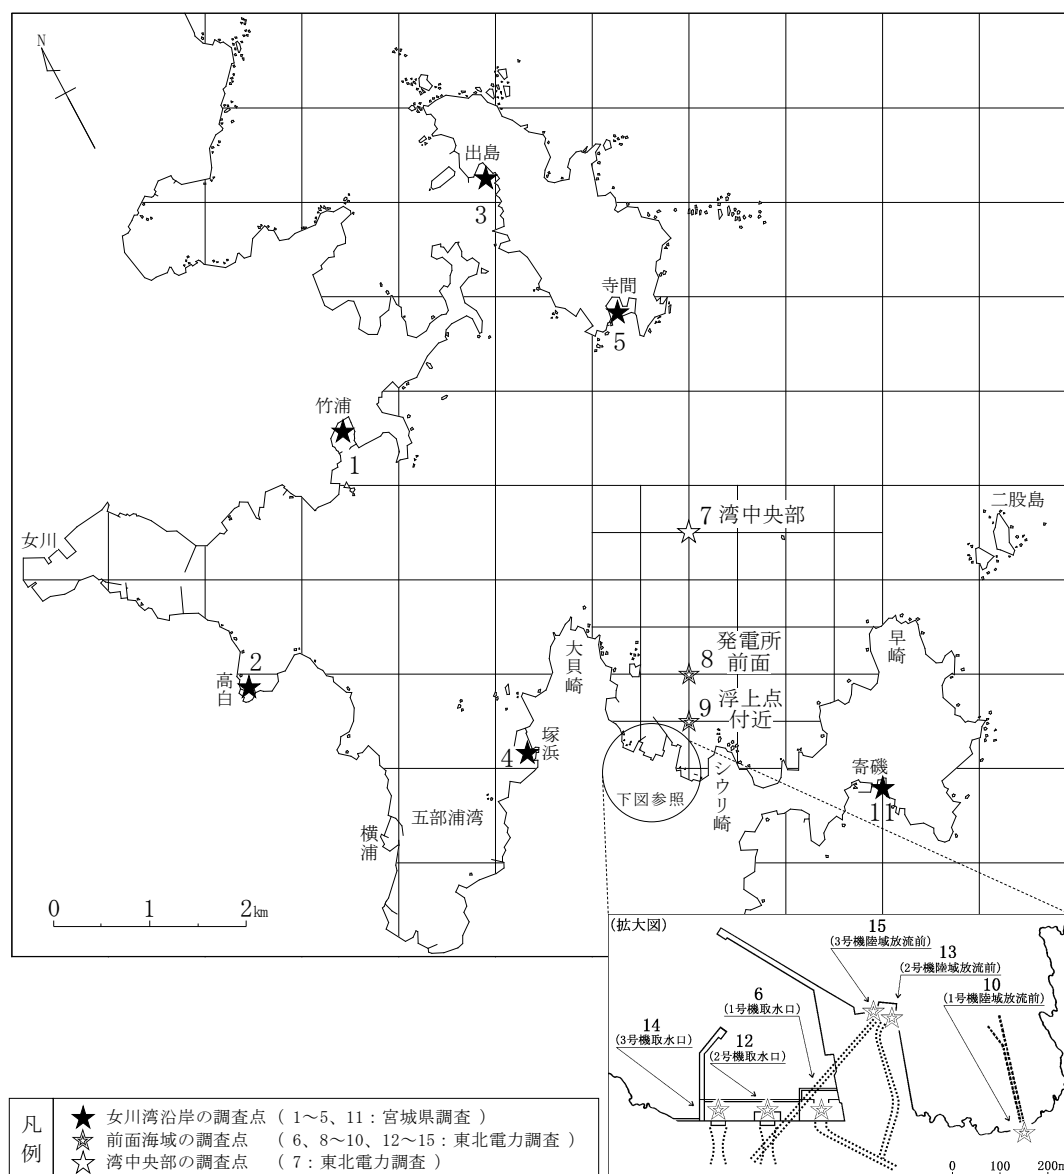 N
出島
3
寺間
5
竹浦
1
女川
7 湾中央部
二股島
大貝崎
8 発電所
前面
早崎
2
高白
9 浮上点
付近
塚浜
4
シウリ崎
寄磯
下図参照
11
五部浦湾
横浦
0 1 2km
(拡大図)
15
(3号機陸域放流前)
13
(2号機陸域放流前)
10
(1号機陸域放流前)
6
(1号機取水口)
14
(3号機取水口)
12
(2号機取水口)
0 100 200m
凡例
★ 女川湾沿岸の調査点 ( 1~5、11:宮城県調査 )
前面海域の調査点 ( 6、8~10、12~15:東北電力調査 )
☆ 湾中央部の調査点 ( 7:東北電力調査 )